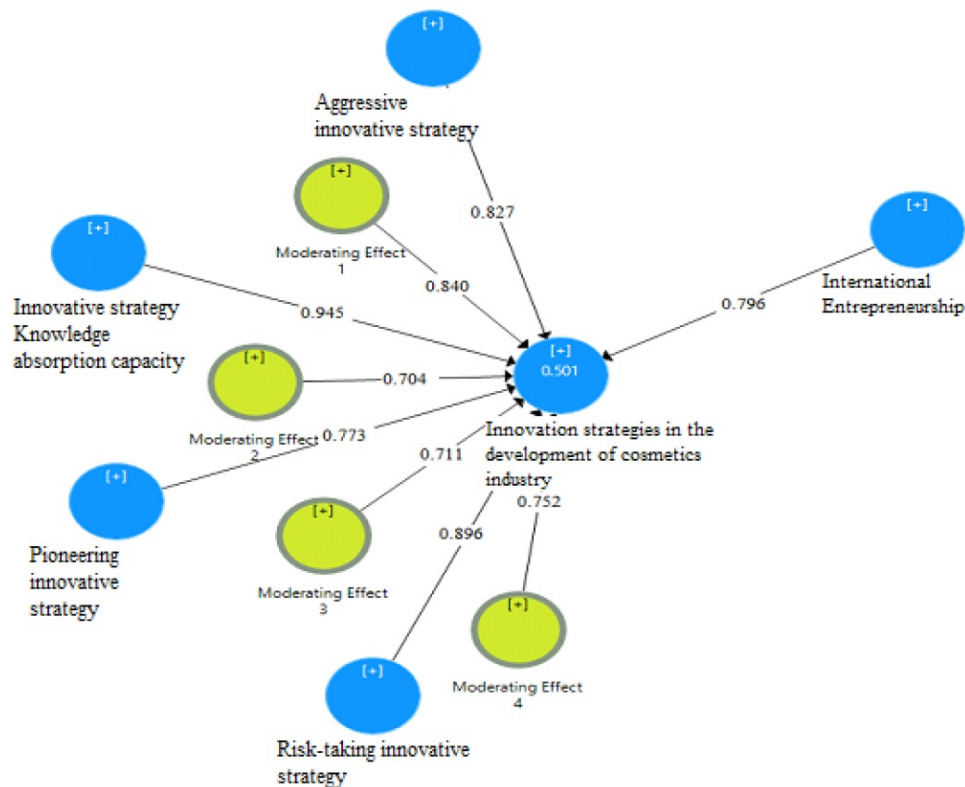 [+]
Aggressive
innovative strategy
[+]
Moderating Effect
1
0.827
0.840
[+]
Innovative strategy
Knowledge
absorption capacity
0.945
[+]
International
Entrepreneurship
0.796
[+]
0.501
Innovation strategies in the
development of cosmetics
industry
[+]
Moderating Effect
2
0.704
0.773
[+]
Pioneering
innovative
strategy
0.711
[+]
Moderating Effect
3
0.896
0.752
[+]
Moderating Effect
4
[+]
Risk-taking innovative
strategy